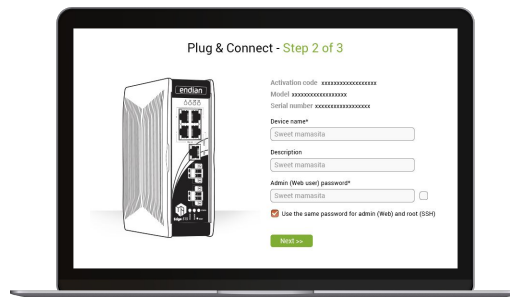 Plug & Connect - Step 2 of 3
endian
Activation code xxxxxxxxxxxxxxxxxx
Model xxxxxxxxxxxxxxxxxx
Serial number xxxxxxxxxxxxxxxxxx
Device name*
Sweet mamasita
Description
Sweet mamasita
Admin (Web user) password*
Sweet mamasita
Use the same password for admin (Web) and root (SSH)
Next >>